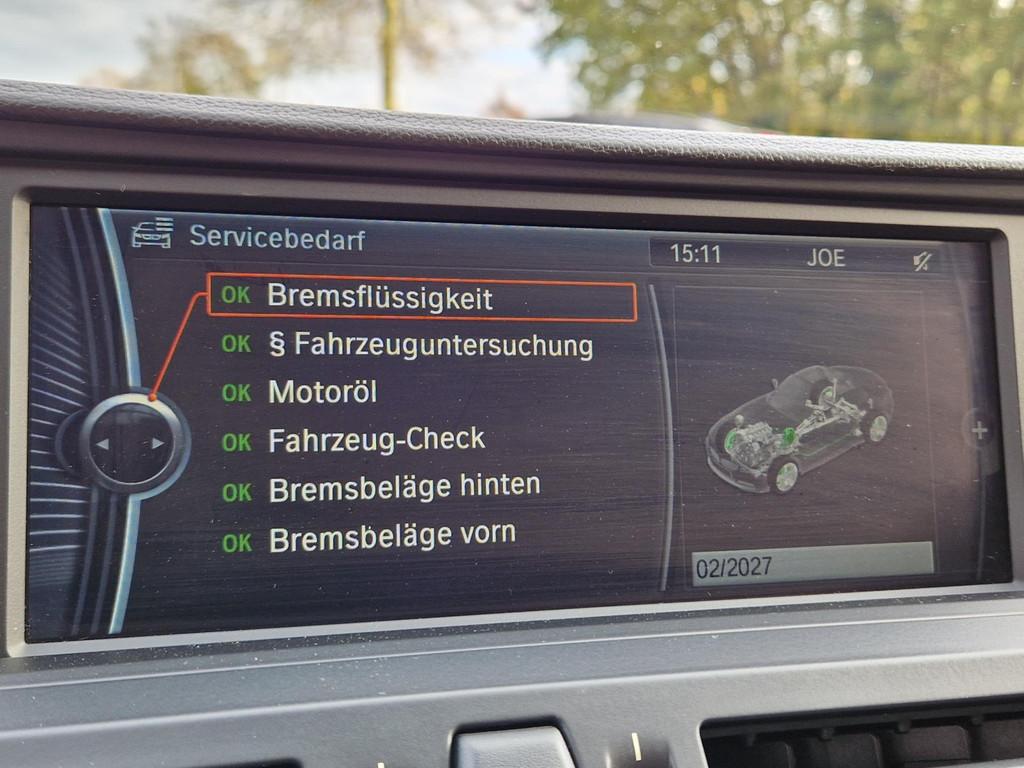 Servicebedarf
15:11 JOE
OK Bremsflüssigkeit
OK § Fahrzeuguntersuchung
OK Motoröl
OK Fahrzeug-Check
OK Bremsbeläge hinten
OK Bremsbeläge vorn
02/2027